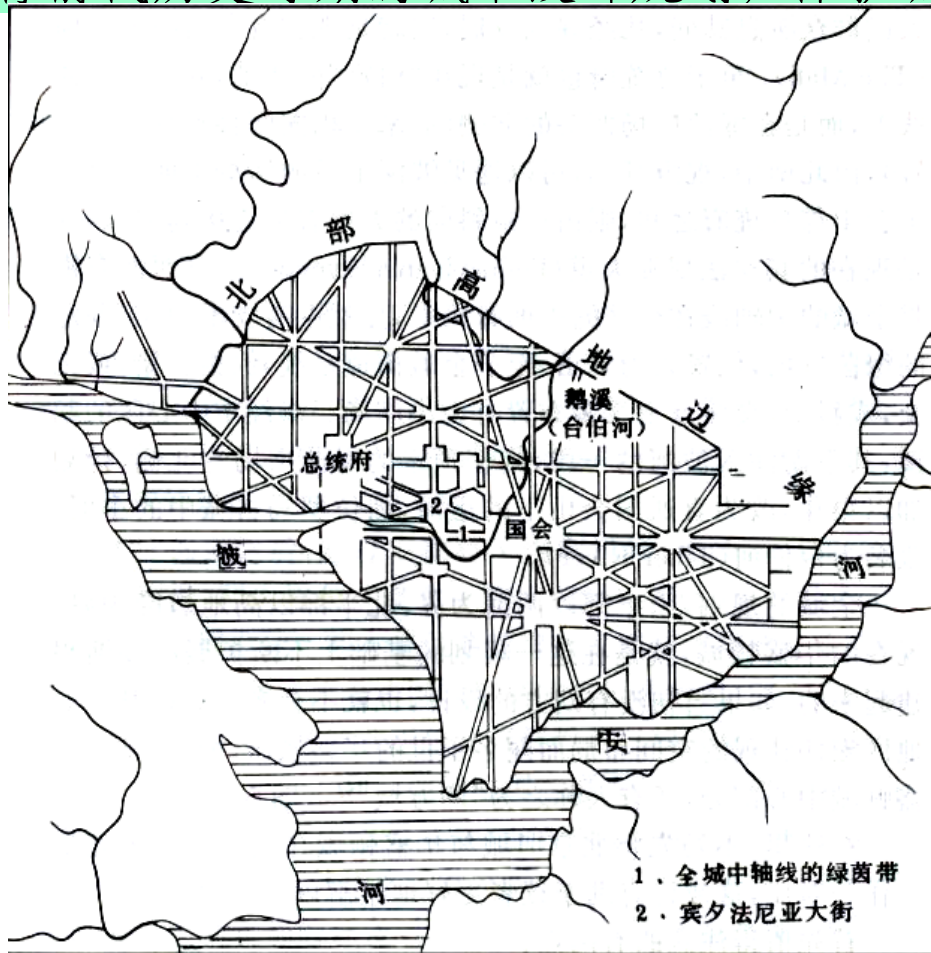 北部高地边缘
鹅溪
（台伯河）
总统府
2
1
国会
波
河
河
安
1、全城中轴线的绿茵带
2．宾夕法尼亚大街